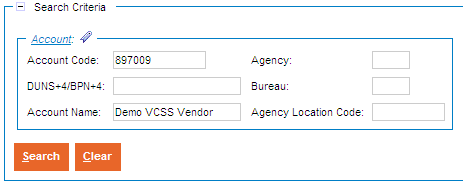 Search Criteria
Account:
Account Code: 897009 Agency:
DUNS+4/BPN+4: Bureau:
Account Name: Demo VCSS Vendor Agency Location Code:
Search Clear